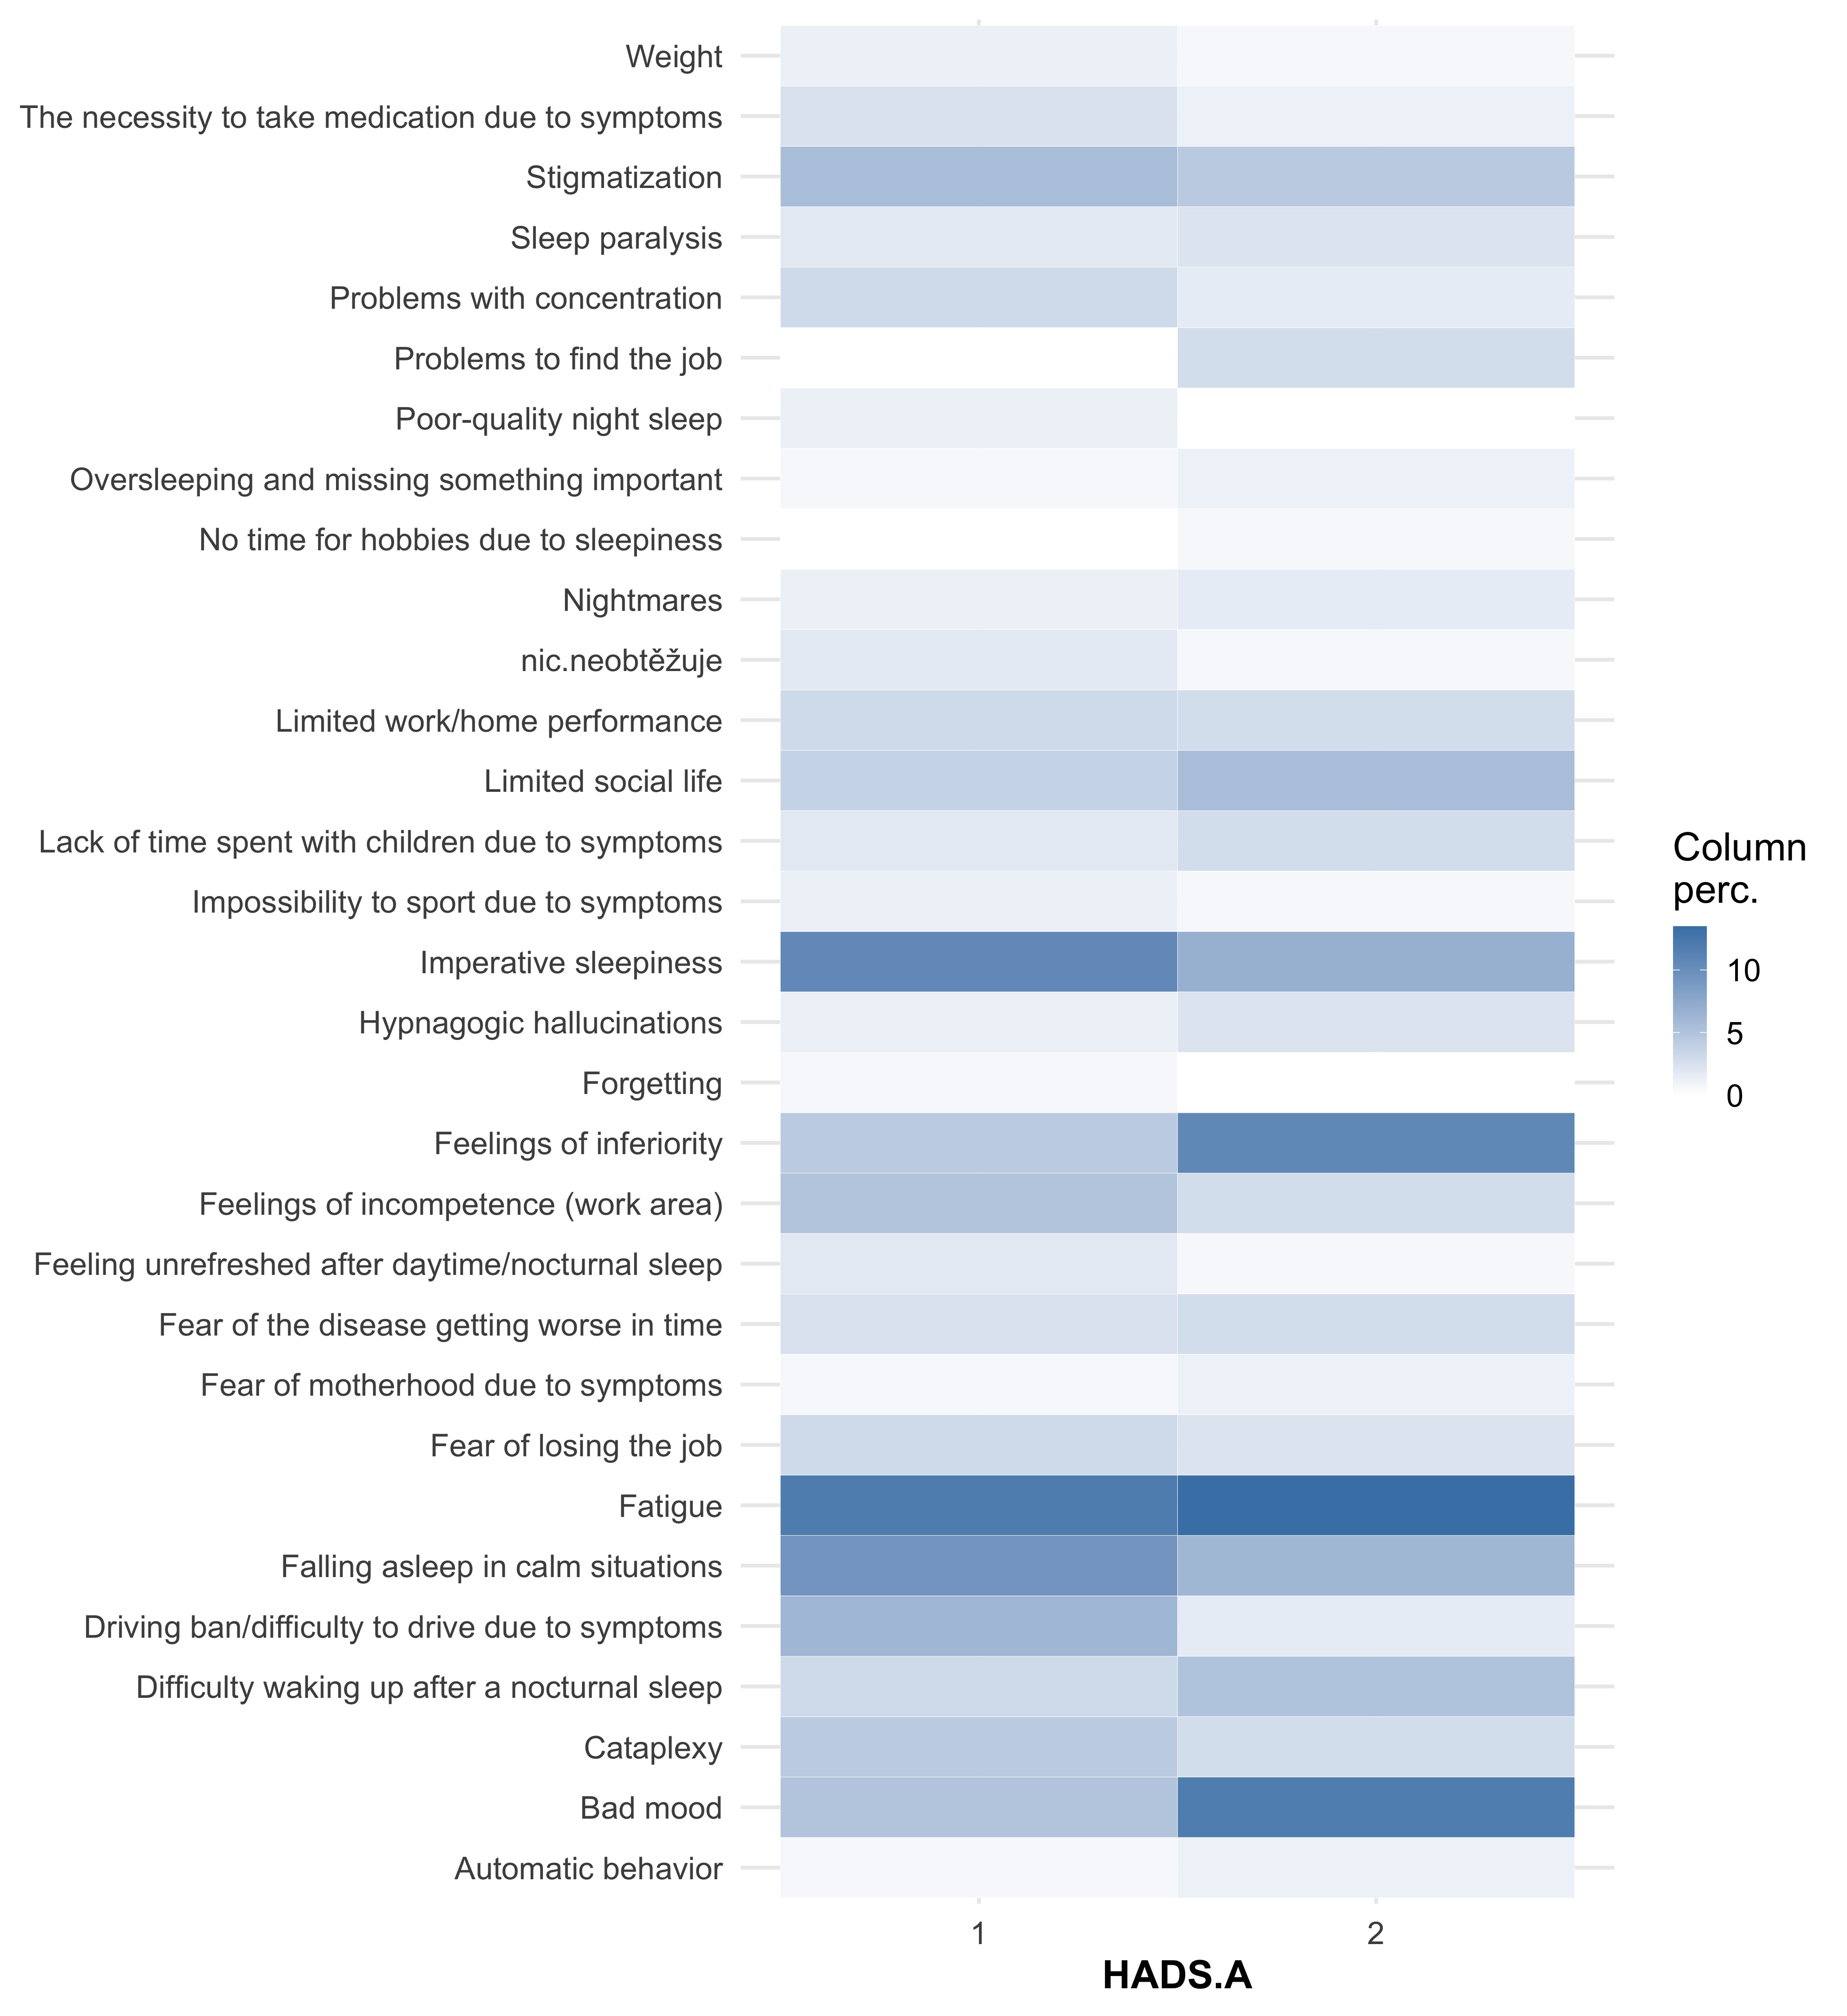 Weight
The necessity to take medication due to symptoms
Stigmatization
Sleep paralysis
Problems with concentration
Problems to find the job
Poor-quality night sleep
Oversleeping and missing something important
No time for hobbies due to sleepiness
Nightmares
nic.neobtěžuje
Limited work/home performance
Limited social life
Lack of time spent with children due to symptoms
Impossibility to sport due to symptoms
Imperative sleepiness
Hypnagogic hallucinations
Forgetting
Feelings of inferiority
Feelings of incompetence (work area)
Feeling unrefreshed after daytime/nocturnal sleep
Fear of the disease getting worse in time
Fear of motherhood due to symptoms
Fear of losing the job
Fatigue
Falling asleep in calm situations
Driving ban/difficulty to drive due to symptoms
Difficulty waking up after a nocturnal sleep
Cataplexy
Bad mood
Automatic behavior
1 2
HADS.A
Column
perc.
10
5
0